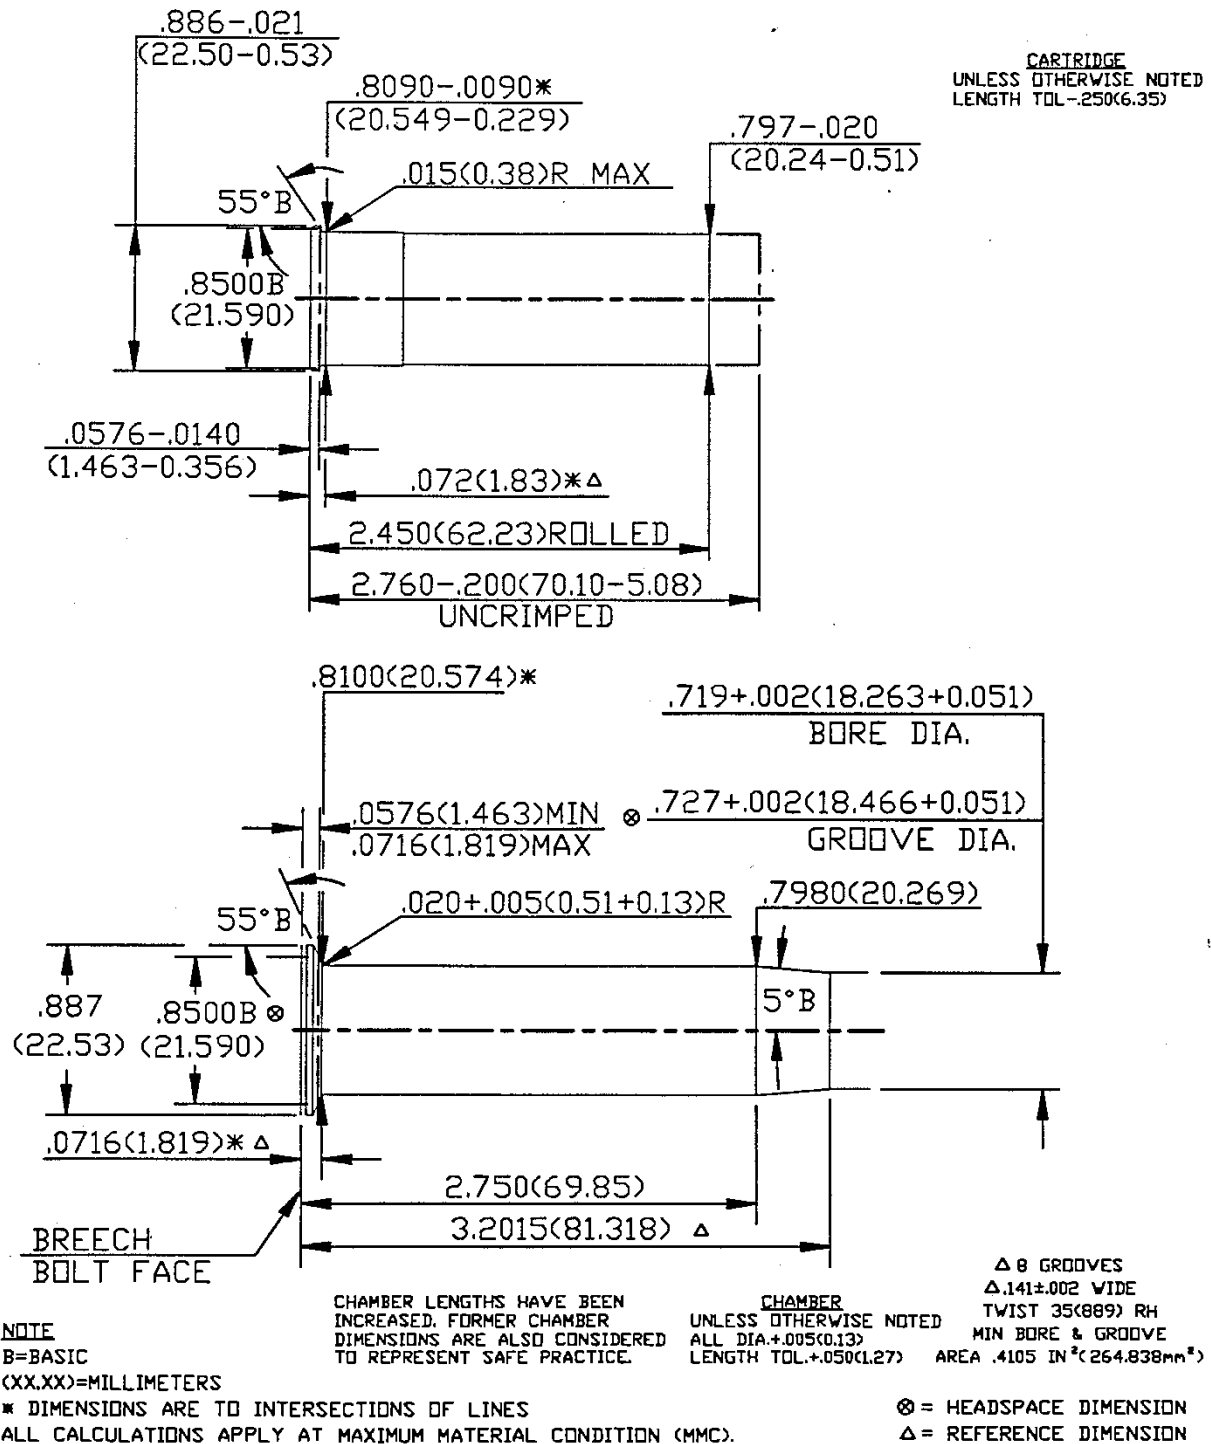 .886-.021
(22.50-0.53)
.8090-.0090*
(20.549-0.229)
CARTRIDGE
UNLESS OTHERWISE NOTED
LENGTH TOL-.250(6.35)
.797-.020
(20.24-0.51)
.015(0.38)R MAX
55°B
.8500B
(21.590)
.0576-.0140
(1.463-0.356)
.072(1.83)*△
2.450(62.23)ROLLED
2.760-.200(70.10-5.08)
UNCRIMPED
.8100(20.574)*
.719+.002(18.263+0.051)
BORE DIA.
.0576(1.463)MIN
.0716(1.819)MAX
⊗ .727+.002(18.466+0.051)
GROOVE DIA.
.020+.005(0.51+0.13)R
.7980(20.269)
55°B
5°B
.887
(22.53)
.8500B⊗
(21.590)
.0716(1.819)*△
2.750(69.85)
3.2015(81.318) △
BREECH
BOLT FACE
NOTE
B=BASIC
(XX.XX)=MILLIMETERS
* DIMENSIONS ARE TO INTERSECTIONS OF LINES
ALL CALCULATIONS APPLY AT MAXIMUM MATERIAL CONDITION (MMC).
CHAMBER LENGTHS HAVE BEEN
INCREASED. FORMER CHAMBER
DIMENSIONS ARE ALSO CONSIDERED
TO REPRESENT SAFE PRACTICE.
CHAMBER
UNLESS OTHERWISE NOTED
ALL DIA.+.005(0.13)
LENGTH TOL.+.050(1.27)
△ 8 GROOVES
△.141±.002 WIDE
TWIST 35(889) RH
MIN BORE & GROOVE
AREA .4105 IN²(264.838mm²)
⊗ = HEADSPACE DIMENSION
△ = REFERENCE DIMENSION